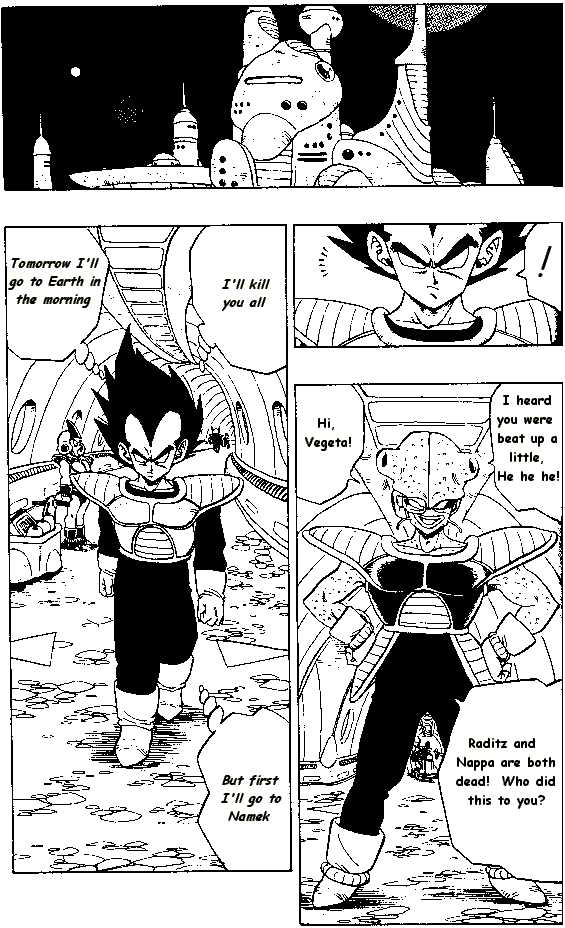 Tomorrow I'll
go to Earth in
the morning
I'll kill
you all
But first
I'll go to
Namek
!
Hi,
Vegeta!
I heard
you were
beat up a
little,
He he he!
Raditz and
Nappa are both
dead! Who did
this to you?